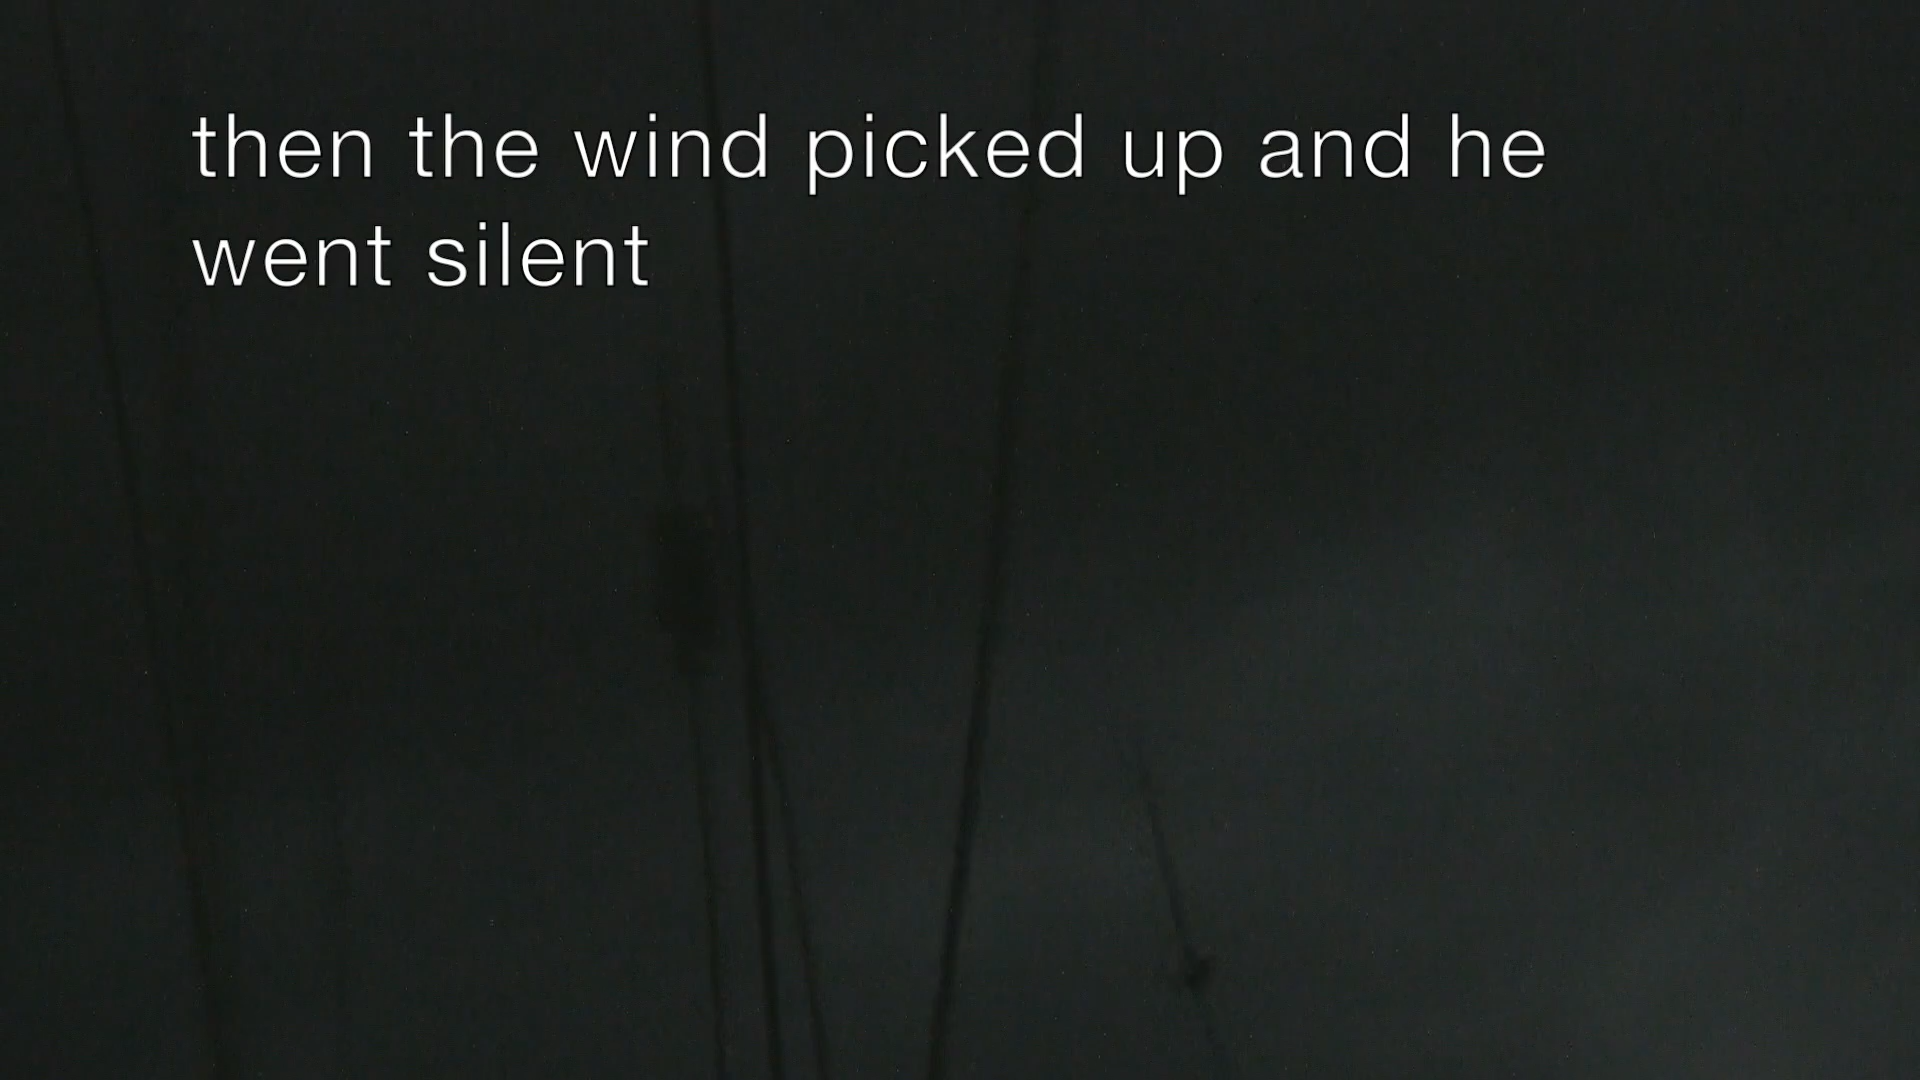 then the wind picked up and he
went silent